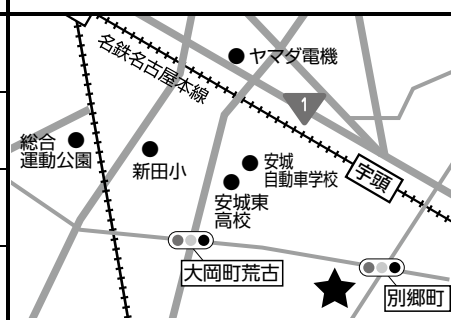 ヤマダ電機
名鉄名古屋本線
1
総合
運動公園
新田小
安城
自動車学校
宇頭
安城東
高校
大岡町荒古
別郷町